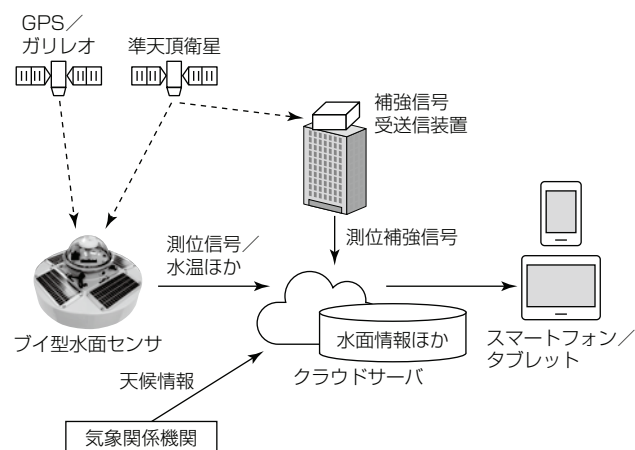 GPS/
ガリレオ
準天頂衛星
補強信号
受送信装置
測位信号/
水温ほか
測位補強信号
ブイ型水面センサ
水面情報ほか
クラウドサーバ
スマートフォン/
タブレット
天候情報
気象関係機関